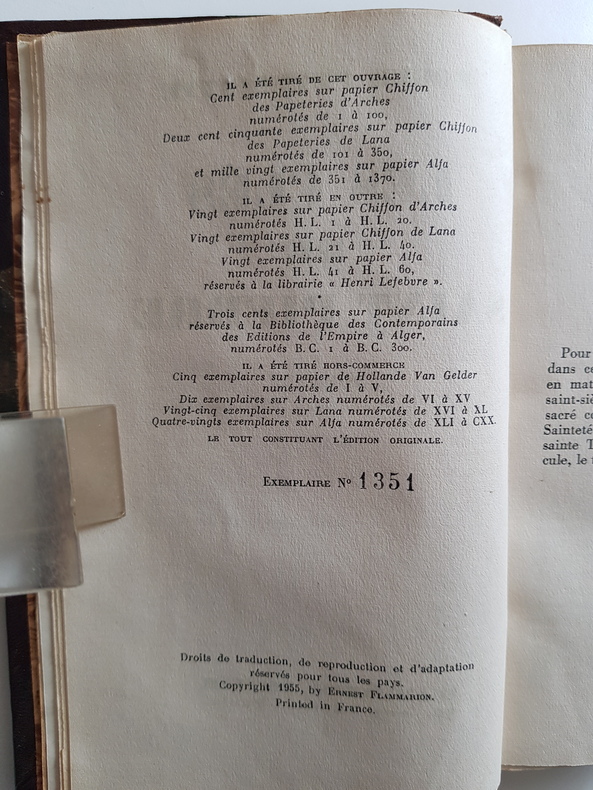 IL A ÉTÉ TIRÉ DE CET OUVRAGE :
Cent exemplaires sur papier Chiffon
des Papeteries d'Arches
numérotés de 1 à 100,
Deux cent cinquante exemplaires sur papier Chiffon
des Papeteries de Lana
numérotés de 101 à 350,
et mille vingt exemplaires sur papier Alfa
numérotés de 351 à 1370.
IL A ÉTÉ TIRÉ EN OUTRE :
Vingt exemplaires sur papier Chiffon d'Arches
numérotés H. L. 1 à H. L. 20.
Vingt exemplaires sur papier Chiffon de Lana
numérotés H. L. 21 à H. L. 40.
Vingt exemplaires sur papier Alfa
numérotés H. L. 41 à H. L. 60,
réservés à la librairie « Henri Lefebvre ».
Trois cents exemplaires sur papier Alfa
réservés à la Bibliothèque des Contemporains
des Editions de l'Empire à Alger,
numérotés B. C. 1 à B. C. 300.
IL A ÉTÉ TIRÉ HORS-COMMERCE
Cinq exemplaires sur papier de Hollande Van Gelder
numérotés de I à V,
Dix exemplaires sur Arches numérotés de VI à XV
Vingt-cinq exemplaires sur Lana numérotés de XVI à XL
Quatre-vingts exemplaires sur Alfa numérotés de XLI à CXX.
LE TOUT CONSTITUANT L'ÉDITION ORIGINALE.
EXEMPLAIRE No 1351
Droits de traduction, de reproduction et d'adaptation
réservés pour tous les pays.
Copyright 1955, by ERNEST FLAMMARION.
Printed in France.
Pour
dans ce
en mat
saint-siè
sacré co
Sainteté
sainte T
cule, le